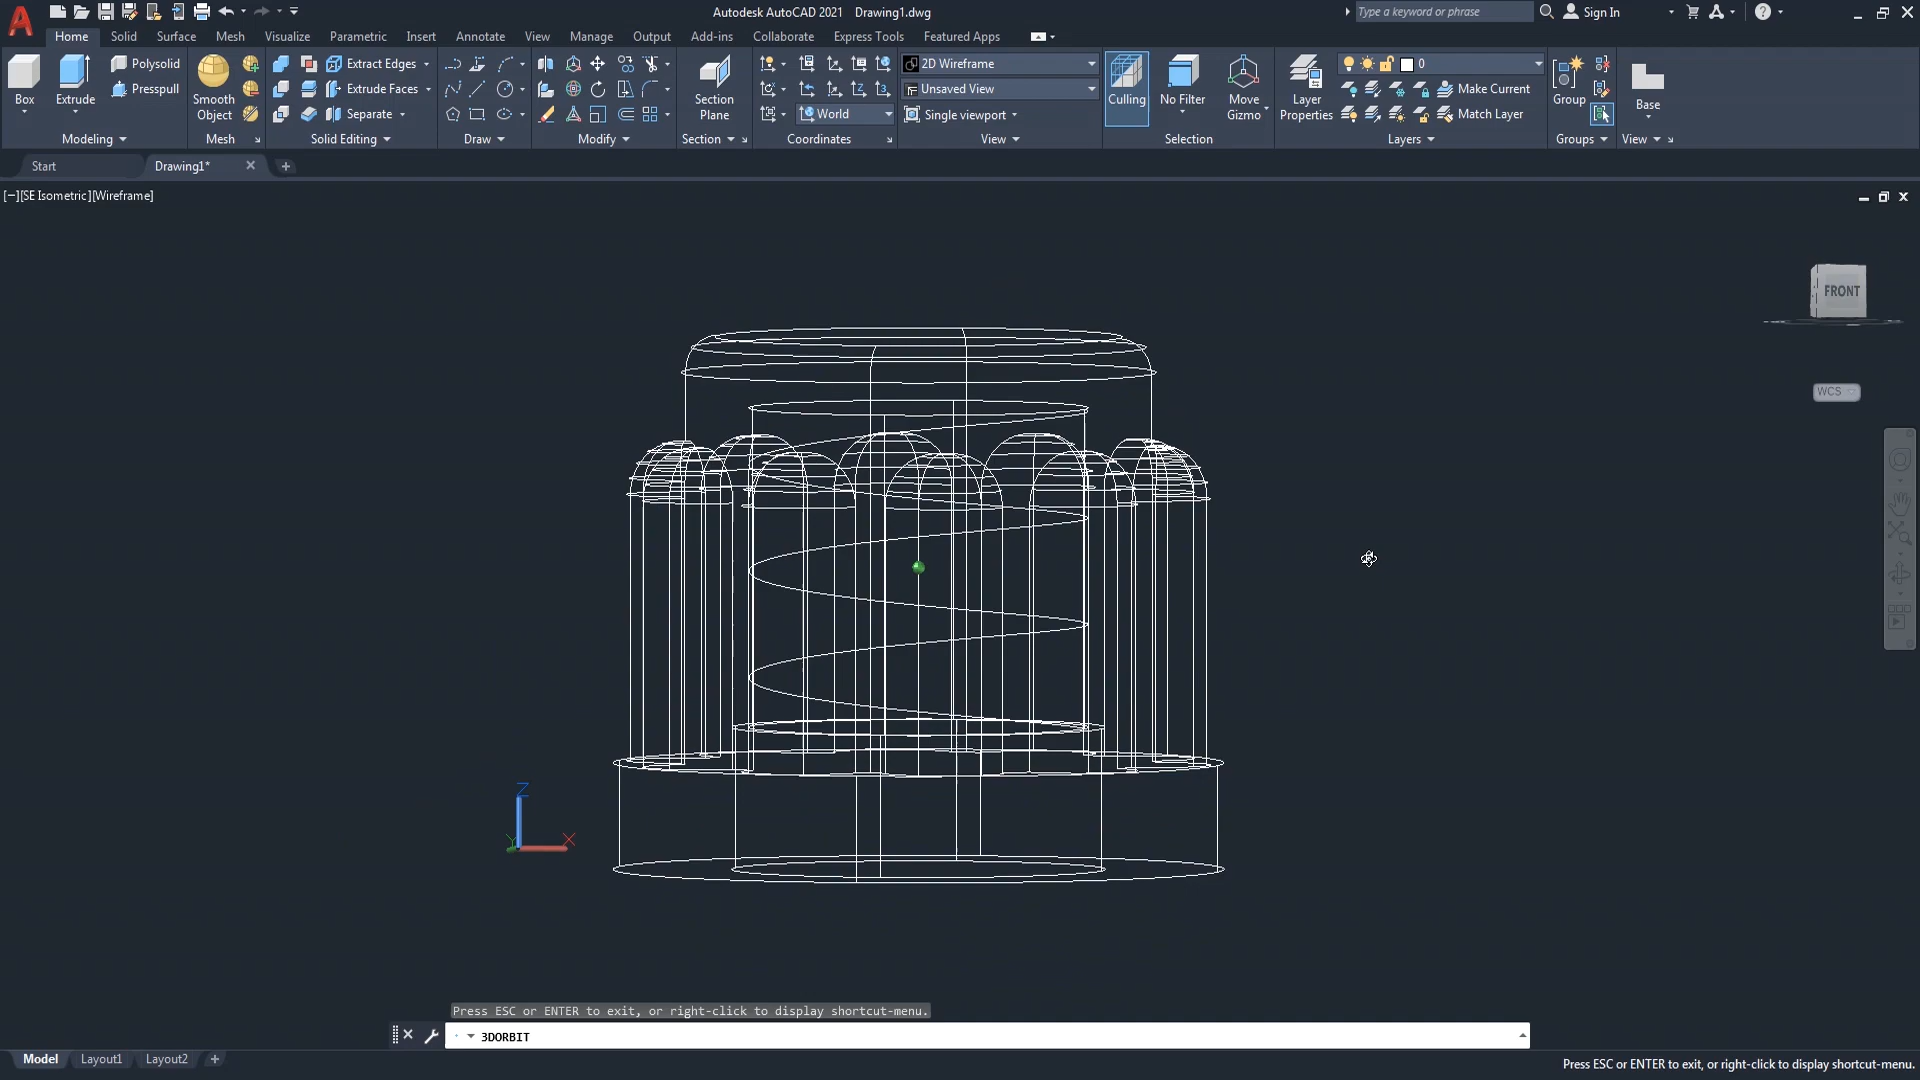 Autodesk AutoCAD 2021 Drawing1.dwg
Type a keyword or phrase
Sign In
Home Solid Surface Mesh Visualize Parametric Insert Annotate View Manage Output Add-ins Collaborate Express Tools Featured Apps
Box
Extrude
Polysolid
Presspull
Modeling
Smooth
Object
Mesh
Extract Edges
Extrude Faces
Separate
Solid Editing
Draw
Modify
Section
Plane
Section
World
Coordinates
2D Wireframe
Unsaved View
Single viewport
View
Culling
No Filter
Move
Gizmo
Selection
Layer
Properties
0
Make Current
Match Layer
Layers
Group
Groups
Base
View
Start
Drawing1*
[−][SE Isometric][Wireframe]
FRONT
WCS
Z
Y
X
Press ESC or ENTER to exit, or right-click to display shortcut-menu.
3DORBIT
Model Layout1 Layout2
Press ESC or ENTER to exit, or right-click to display shortcut-menu.